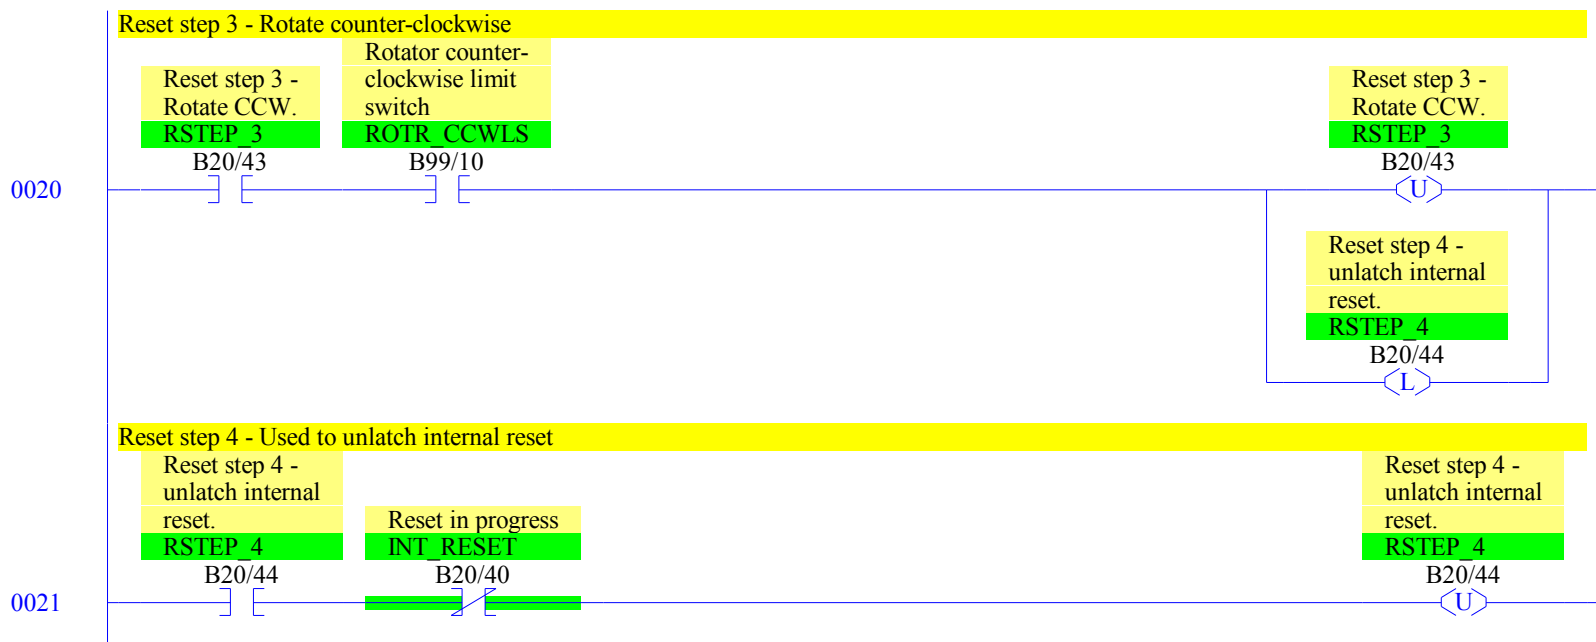 Reset step 3 - Rotate counter-clockwise
Rotator counter-
clockwise limit
switch
ROTR_CCWLS
B99/10
Reset step 3 -
Rotate CCW.
RSTEP_3
B20/43
Reset step 3 -
Rotate CCW.
RSTEP_3
B20/43
0020
U
Reset step 4 -
unlatch internal
reset.
RSTEP_4
B20/44
L
Reset step 4 - Used to unlatch internal reset
Reset step 4 -
unlatch internal
reset.
RSTEP_4
B20/44
Reset in progress
INT_RESET
B20/40
Reset step 4 -
unlatch internal
reset.
RSTEP_4
B20/44
0021
U